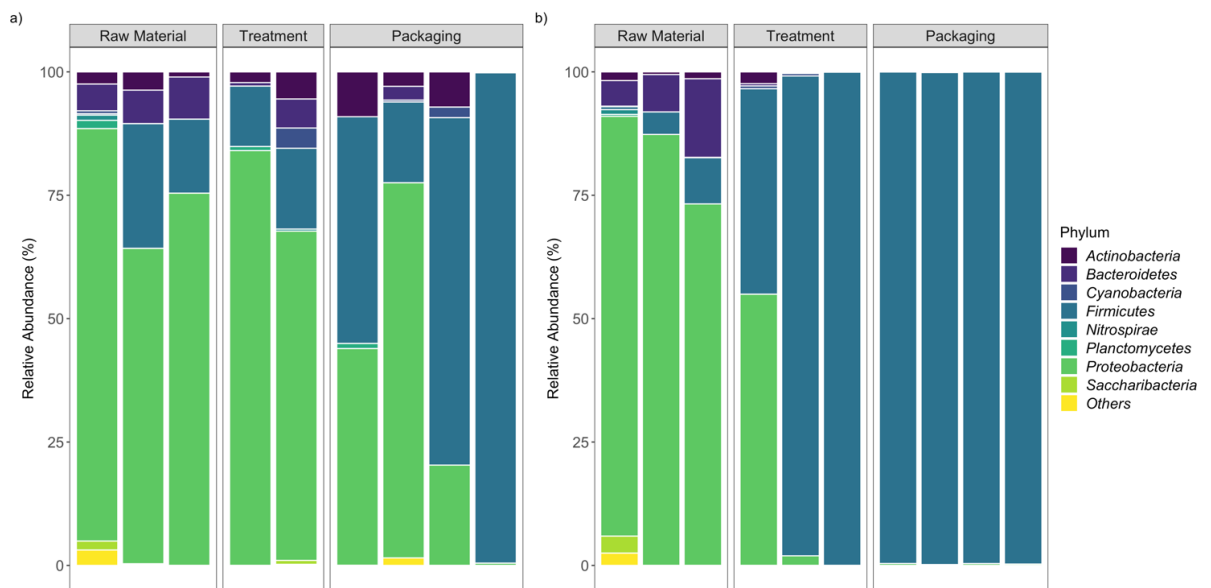 a)
Raw Material
Treatment
Packaging
100
75
50
25
0
Relative Abundance (%)
b)
Raw Material
Treatment
Packaging
100
75
50
25
0
Relative Abundance (%)
Phylum
Actinobacteria
Bacteroidetes
Cyanobacteria
Firmicutes
Nitrospirae
Planctomycetes
Proteobacteria
Saccharibacteria
Others